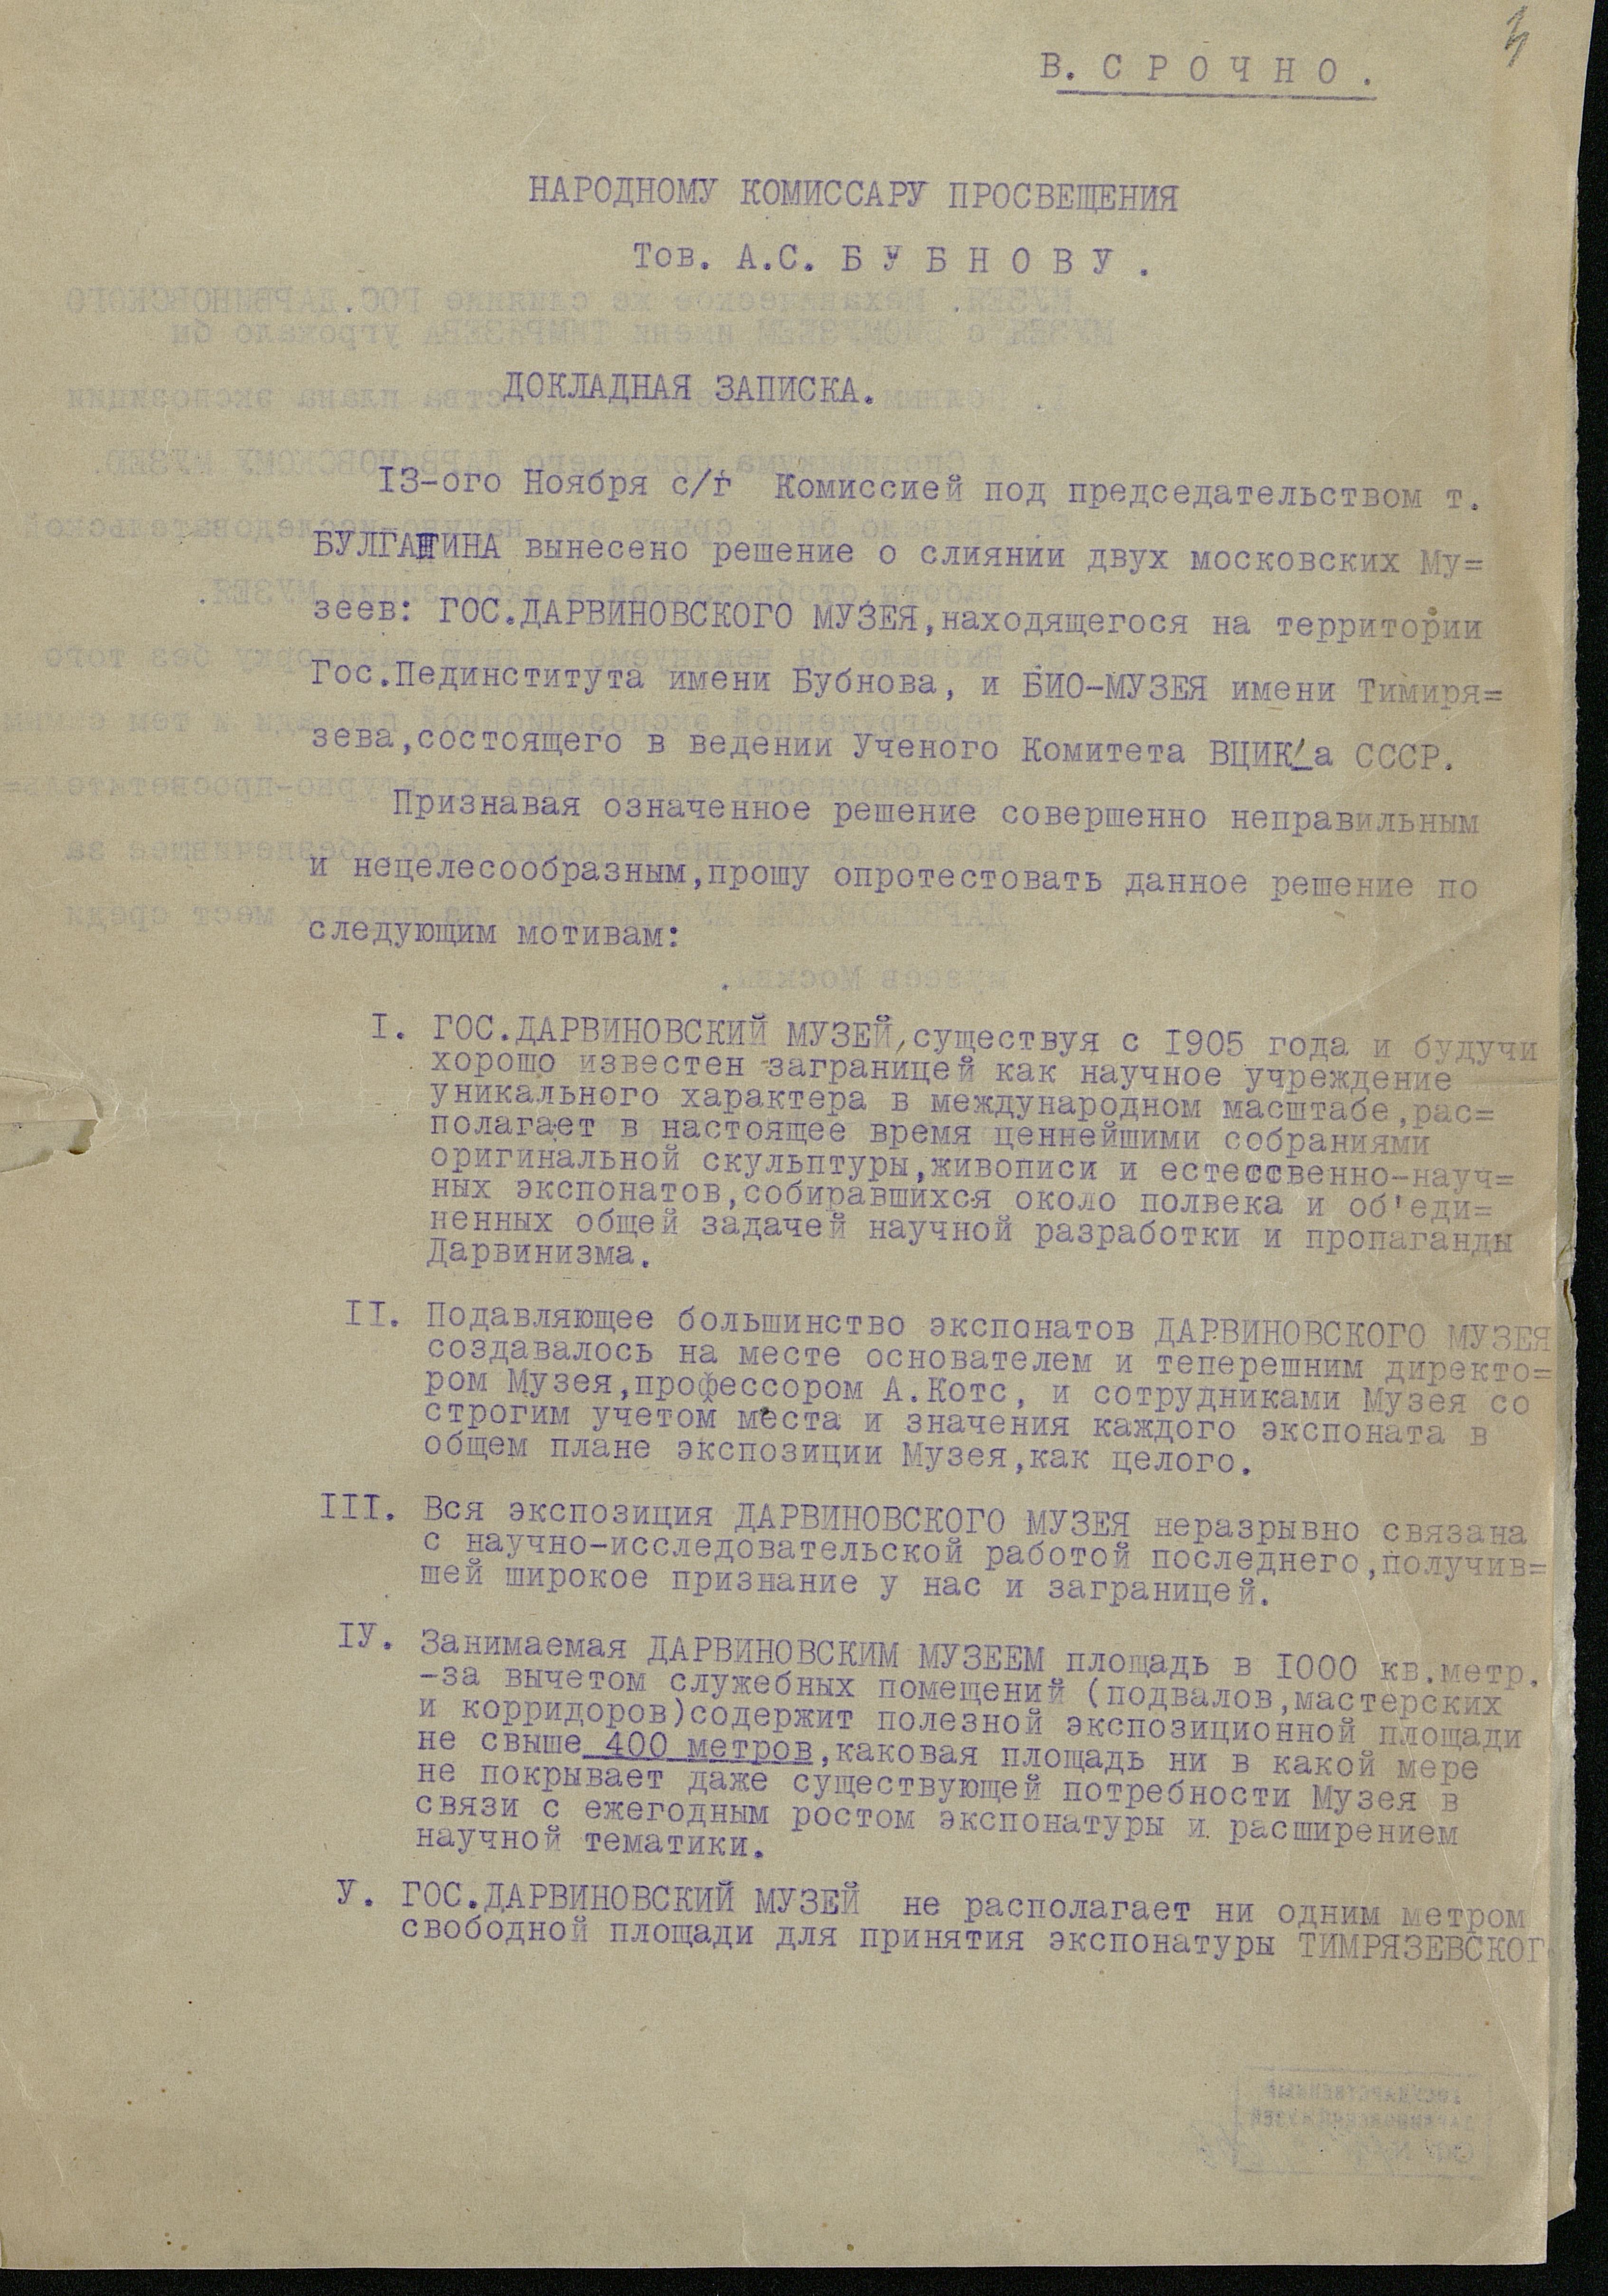 3
В. С Р О Ч Н О .
НАРОДНОМУ КОМИССАРУ ПРОСВЕЩЕНИЯ
Тов. А.С. Б У Б Н О В У .
ДОКЛАДНАЯ ЗАПИСКА.
I3-ого Ноября с/г Комиссией под председательством т.
БУЛГАТИНА вынесено решение о слиянии двух московских Му=
зеев: ГОС.ДАРВИНОВСКОГО МУЗЕЯ,находящегося на территории
Гос.Пединститута имени Бубнова, и БИО-МУЗЕЯ имени Тимиря=
зева,состоящего в ведении Ученого Комитета ВЦИК'а СССР.
Признавая означенное решение совершенно неправильным
и нецелесообразным,прошу опротестовать данное решение по
следующим мотивам:
I. ГОС.ДАРВИНОВСКИЙ МУЗЕЙ,существуя с I905 года и будучи
хорошо известен заграницей как научное учреждение
уникального характера в международном масштабе,рас=
полагает в настоящее время ценнейшими собраниями
оригинальной скульптуры,живописи и естественно-науч=
ных экспонатов,собиравшихся около полвека и об'еди=
ненных общей задачей научной разработки и пропаганды
Дарвинизма.
II. Подавляющее большинство экспонатов ДАРВИНОВСКОГО МУЗЕЯ
создавалось на месте основателем и теперешним директо=
ром Музея,профессором А.Котс, и сотрудниками Музея со
строгим учетом места и значения каждого экспоната в
общем плане экспозиции Музея,как целого.
III. Вся экспозиция ДАРВИНОВСКОГО МУЗЕЯ неразрывно связана
с научно-исследовательской работой последнего,получив=
шей широкое признание у нас и заграницей.
IУ. Занимаемая ДАРВИНОВСКИМ МУЗЕЕМ площадь в I000 кв.метр.
-за вычетом служебных помещений (подвалов,мастерских
и корридоров)содержит полезной экспозиционной площади
не свыше 400 метров,каковая площадь ни в какой мере
не покрывает даже существующей потребности Музея в
связи с ежегодным ростом экспонатуры и расширением
научной тематики.
У. ГОС.ДАРВИНОВСКИЙ МУЗЕЙ не располагает ни одним метром
свободной площади для принятия экспонатуры ТИМРЯЗЕВСКОГ